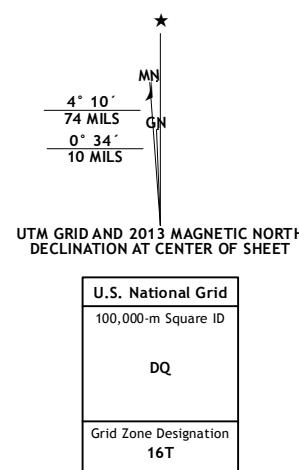 ★
MN
4° 10´
74 MILS
GN
0° 34´
10 MILS
UTM GRID AND 2013 MAGNETIC NORTH
DECLINATION AT CENTER OF SHEET
U.S. National Grid
100,000-m Square ID
DQ
Grid Zone Designation
16T